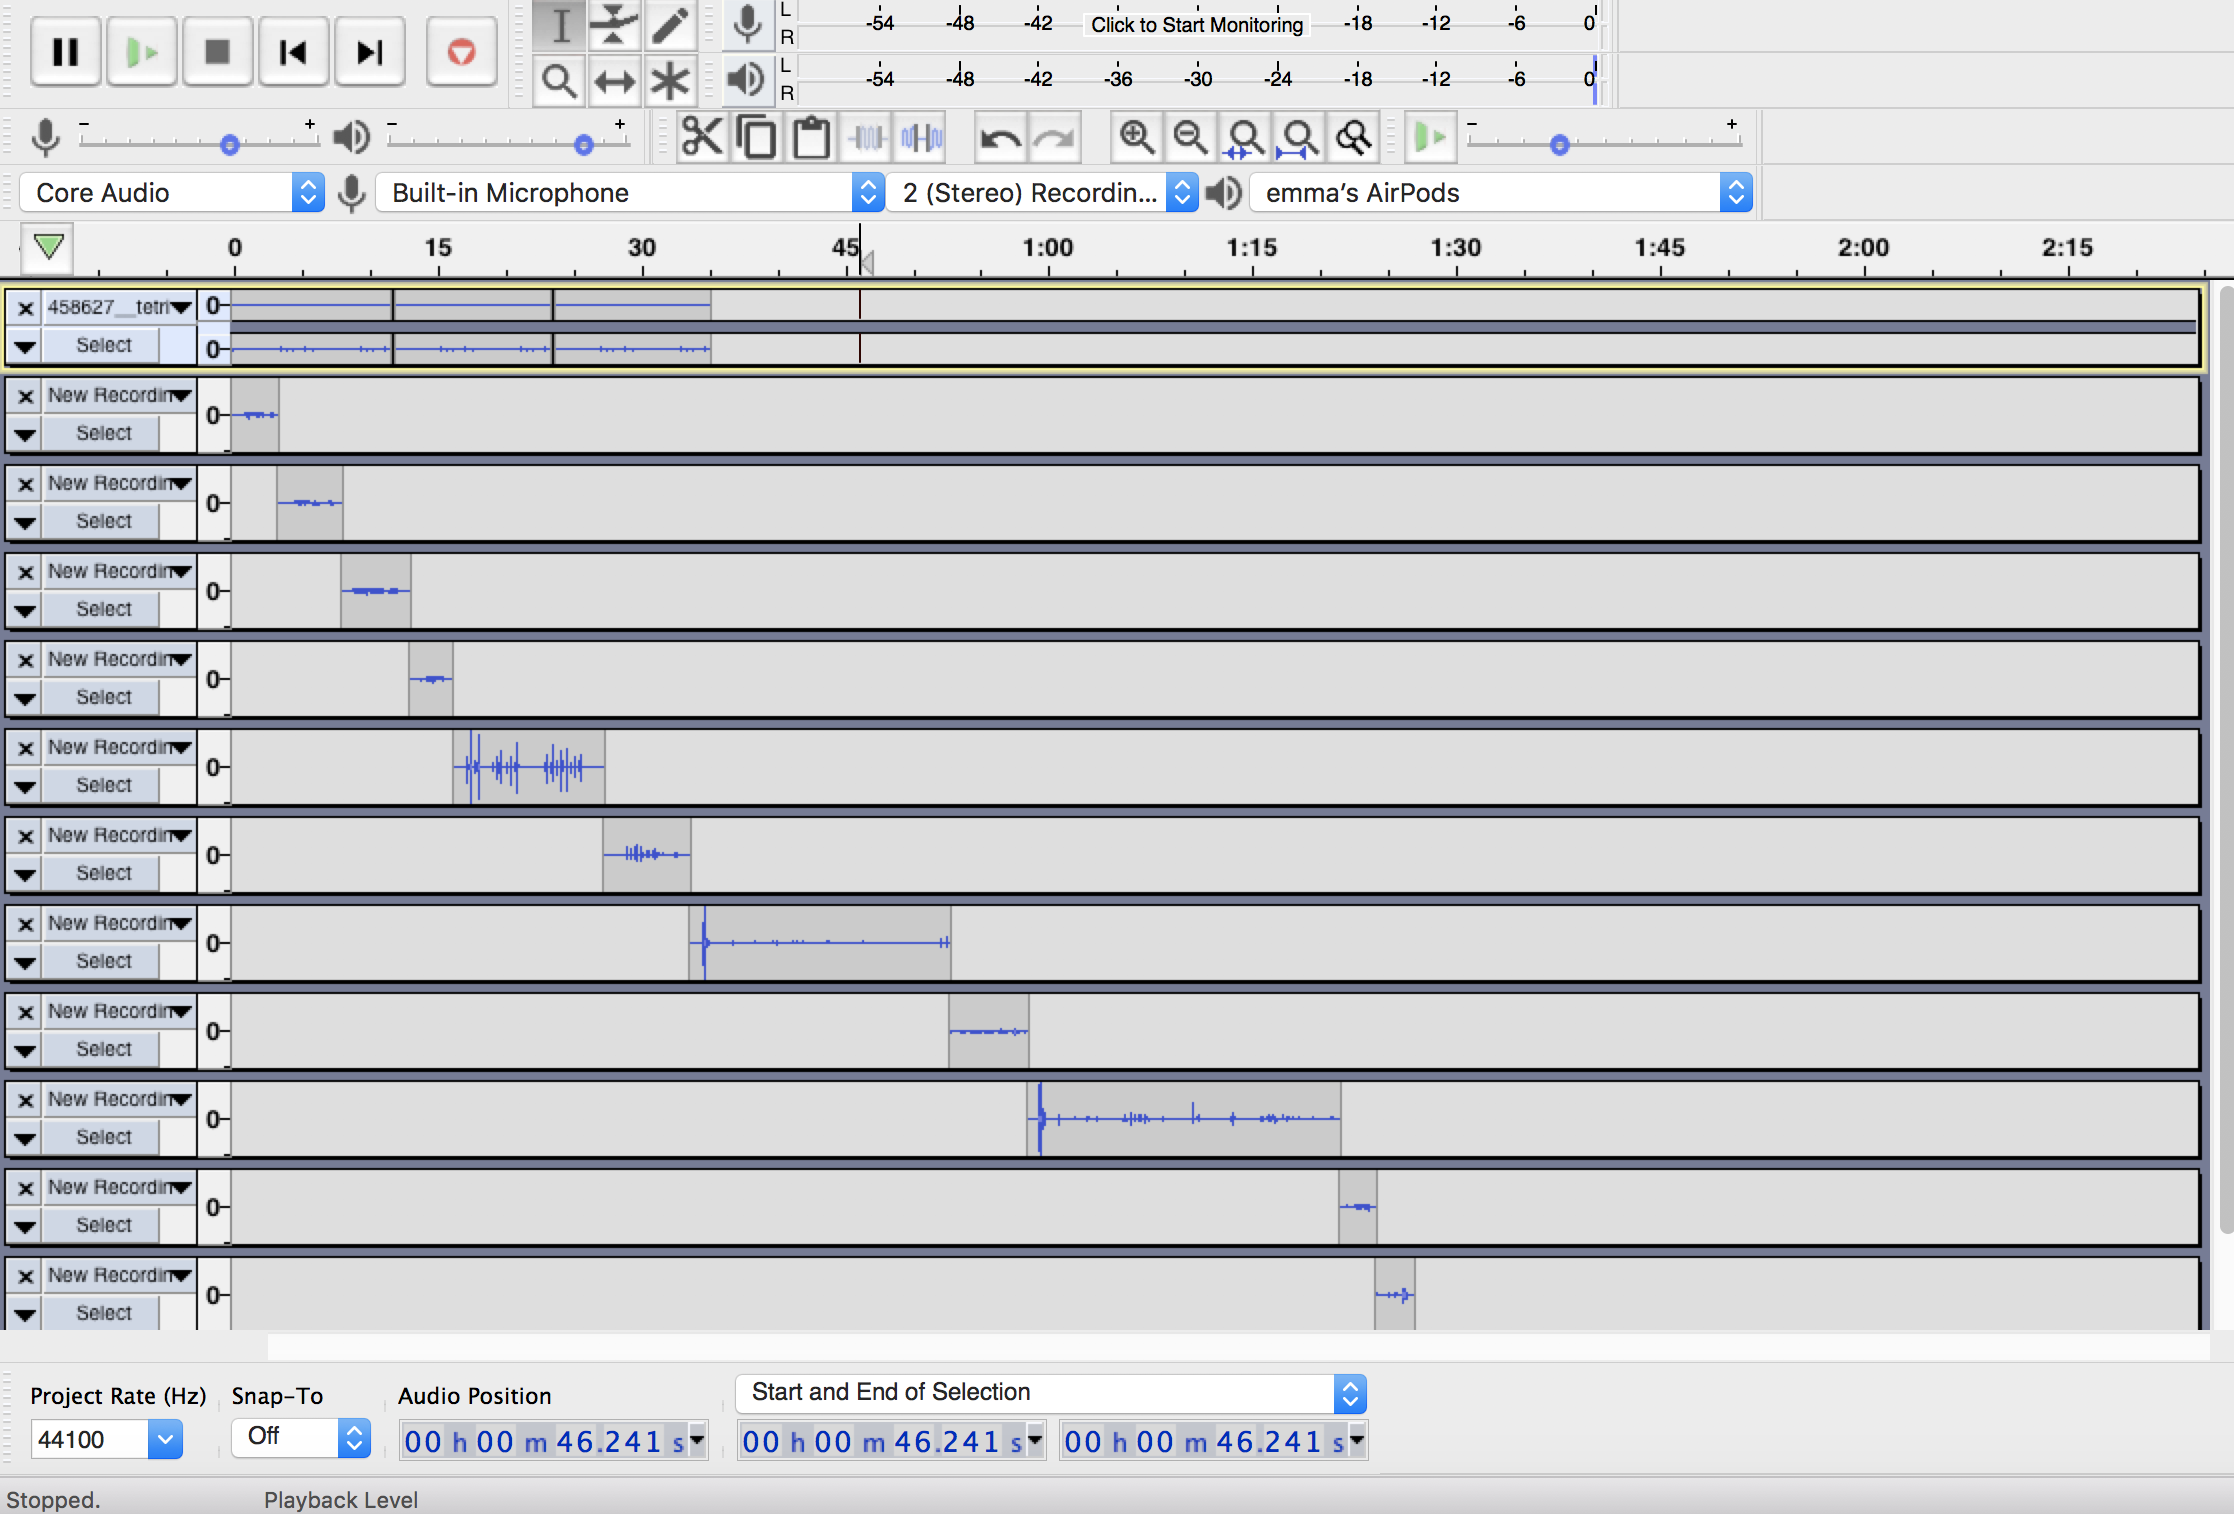 L
R
-54 -48 -42 Click to Start Monitoring -18 -12 -6 0
L
R
-54 -48 -42 -36 -30 -24 -18 -12 -6 0
- + - + - +
Core Audio Built-in Microphone 2 (Stereo) Recordin... emma's AirPods
0 15 30 45 1:00 1:15 1:30 1:45 2:00 2:15
× 458627__tetri 0
Select 0
× New Recordin
0
Select
× New Recordin
0
Select
× New Recordin
0
Select
× New Recordin
0
Select
× New Recordin
0
Select
× New Recordin
0
Select
× New Recordin
0
Select
× New Recordin
0
Select
× New Recordin
0
Select
× New Recordin
0
Select
× New Recordin
0
Select
Project Rate (Hz) Snap-To Audio Position Start and End of Selection
44100 Off 00 h 00 m 46.241 s 00 h 00 m 46.241 s 00 h 00 m 46.241 s
Stopped. Playback Level